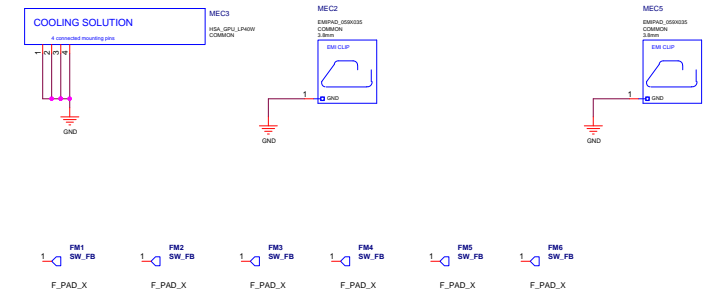 MEC3
COOLING SOLUTION
4 connected mounting pins
HSA_GPU_LP40W
COMMON
1
2
3
4
GND
MEC2
EMIPAD_059X035
COMMON
3.8mm
EMI CLIP
1
GND
GND
MEC5
EMIPAD_059X035
COMMON
3.8mm
EMI CLIP
1
GND
GND
FM1
1 SW_FB
F_PAD_X
FM2
1 SW_FB
F_PAD_X
FM3
1 SW_FB
F_PAD_X
FM4
1 SW_FB
F_PAD_X
FM5
1 SW_FB
F_PAD_X
FM6
1 SW_FB
F_PAD_X